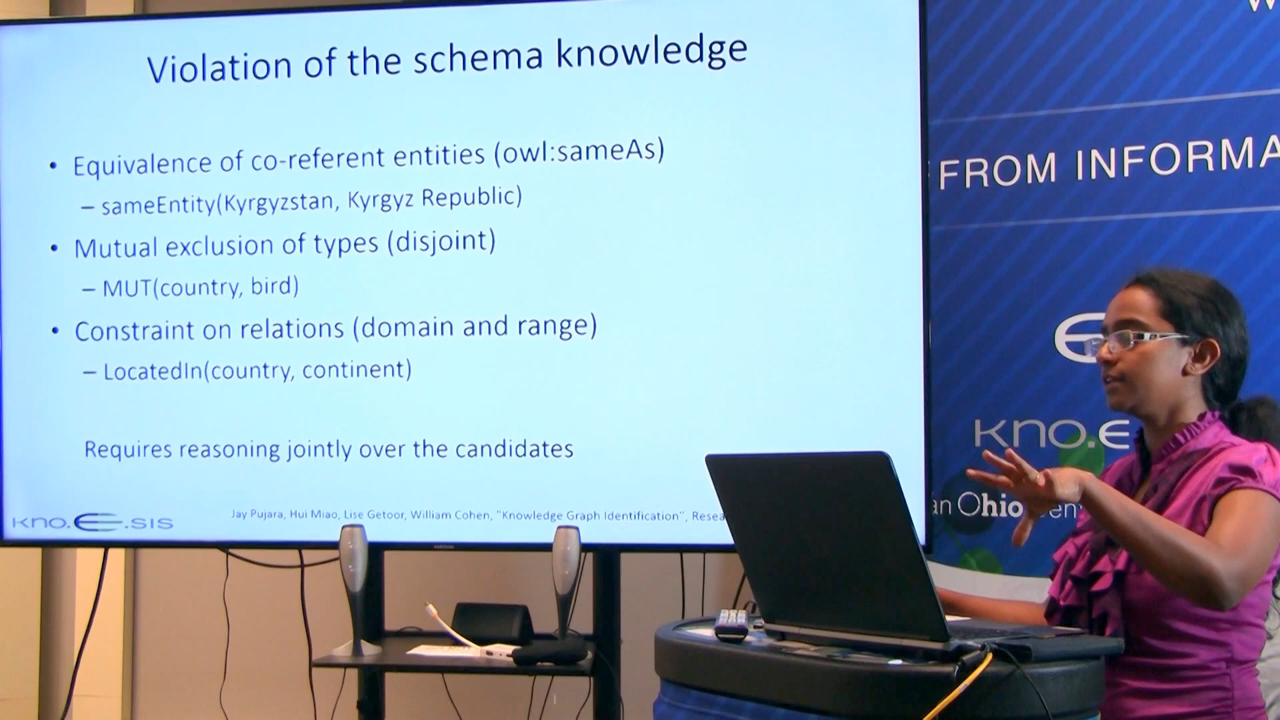 Violation of the schema knowledge
• Equivalence of co-referent entities (owl:sameAs)
– sameEntity(Kyrgyzstan, Kyrgyz Republic)
• Mutual exclusion of types (disjoint)
– MUT(country, bird)
• Constraint on relations (domain and range)
– LocatedIn(country, continent)
Requires reasoning jointly over the candidates
Jay Pujara, Hui Miao, Lise Getoor, William Cohen, "Knowledge Graph Identification", Resea
kno.e.sis
FROM INFORMA
kno.e
an Ohio Cen